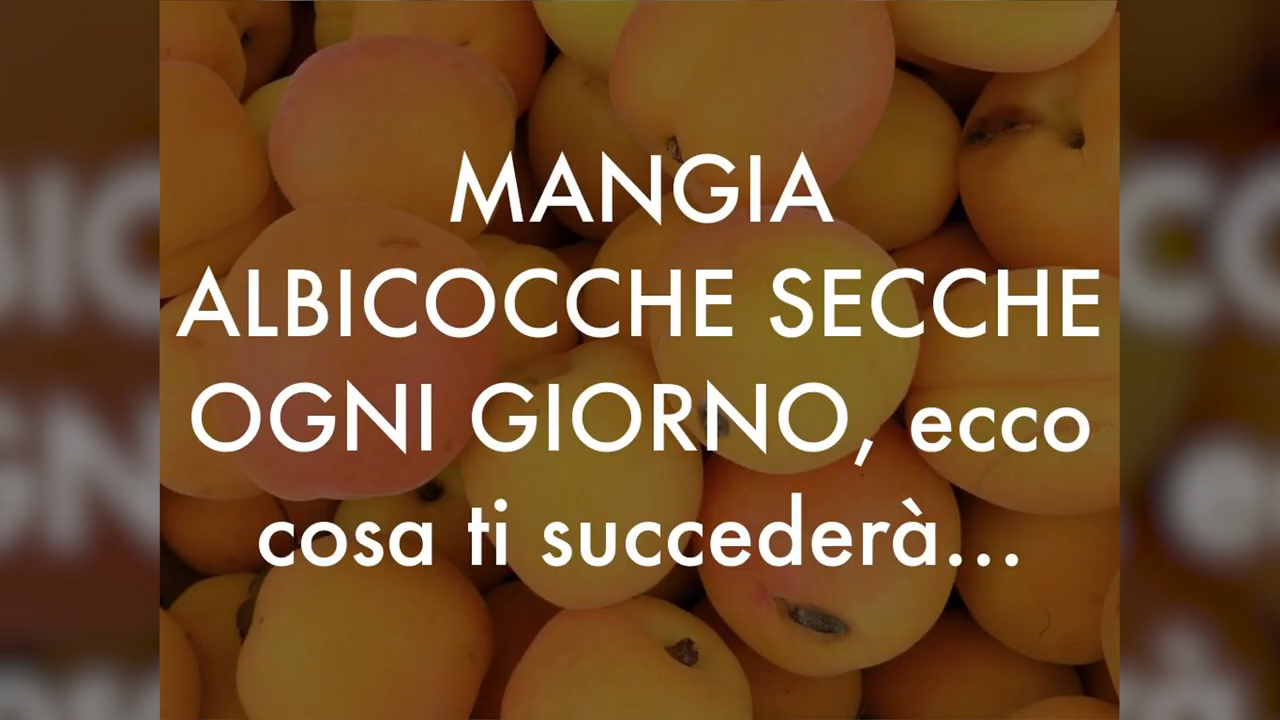 MANGIA
ALBICOCCHE SECCHE
OGNI GIORNO, ecco
cosa ti succederà...